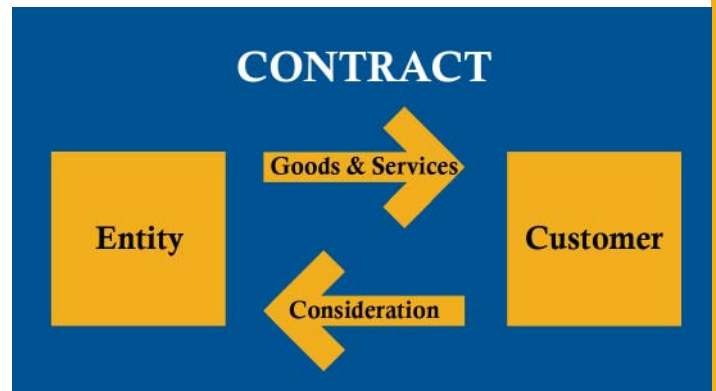 CONTRACT
Goods & Services
Entity
Customer
Consideration